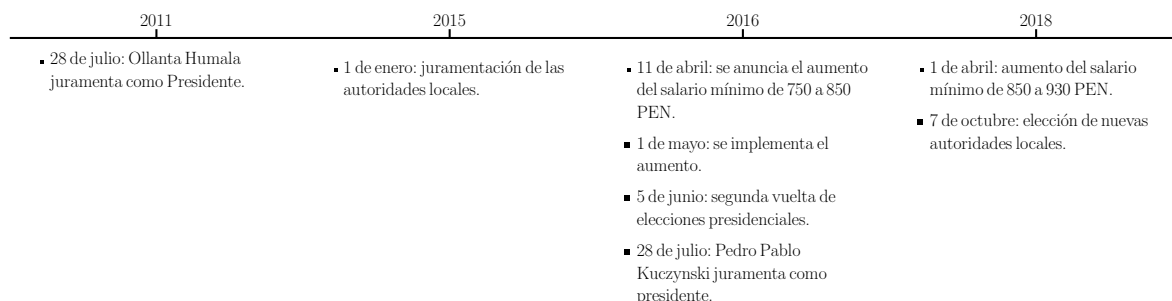 2011
2015
2016
2018
28 de julio: Ollanta Humala
juramenta como Presidente.
1 de enero: juramentación de las
autoridades locales.
11 de abril: se anuncia el aumento
del salario mínimo de 750 a 850
PEN.
1 de mayo: se implementa el
aumento.
5 de junio: segunda vuelta de
elecciones presidenciales.
28 de julio: Pedro Pablo
Kuczynski juramenta como
presidente.
1 de abril: aumento del salario
mínimo de 850 a 930 PEN.
7 de octubre: elección de nuevas
autoridades locales.